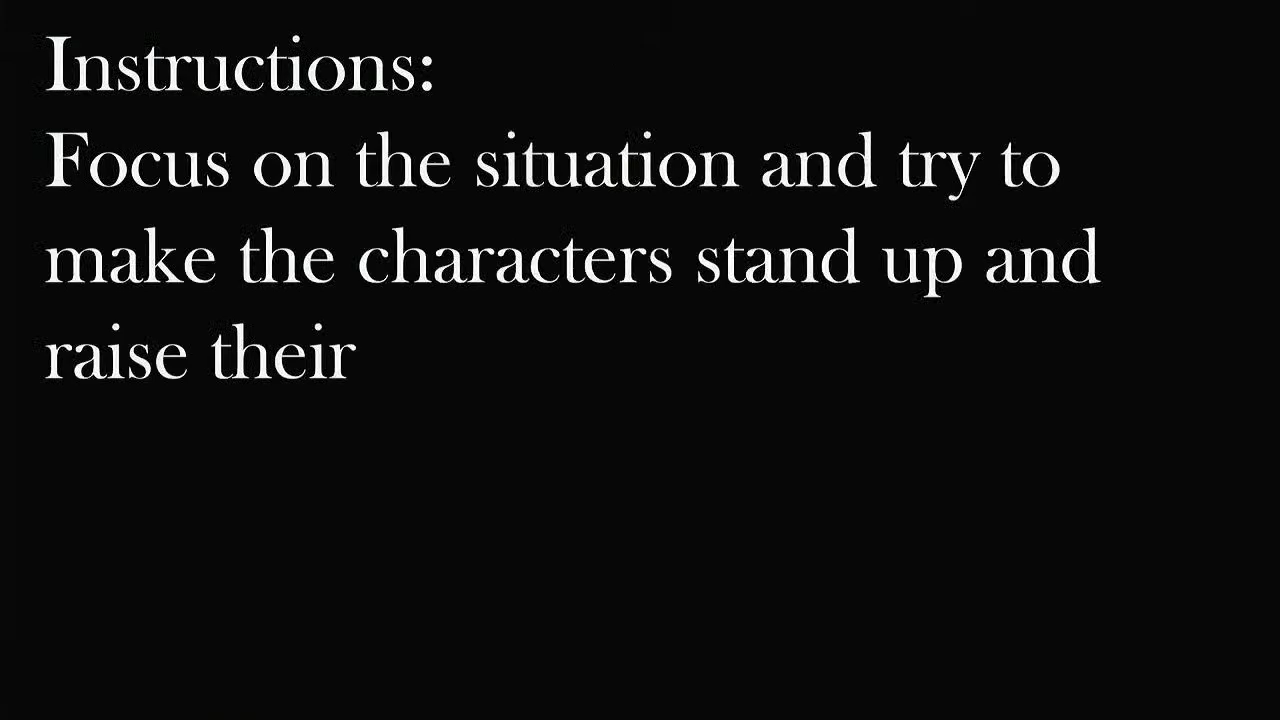 Instructions:
Focus on the situation and try to
make the characters stand up and
raise their